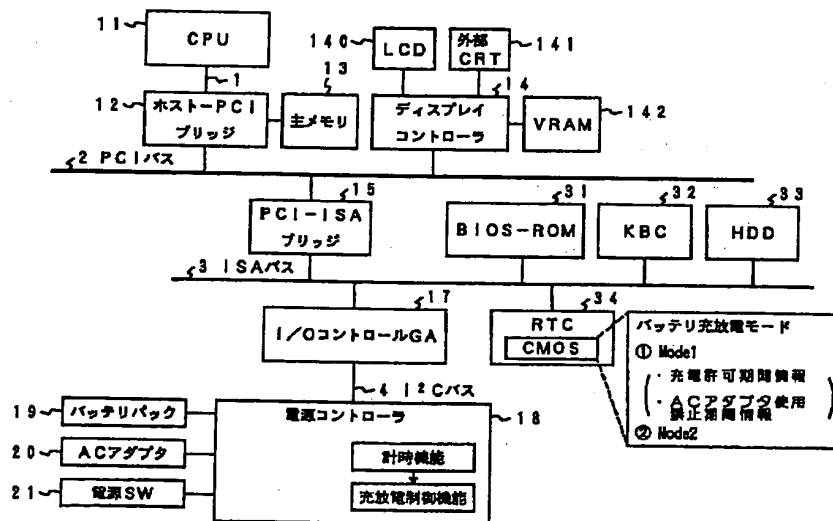 11
CPU
140
LCD
外部
CRT
141
1
13
14
12
ホストーPCI
ブリッジ
主メモリ
ディスプレイ
コントローラ
VRAM
142
2 PCIバス
15
31
32
33
PCI-ISA
ブリッジ
BIOS-ROM
KBC
HDD
3 ISAバス
17
34
I/OコントロールGA
RTC
CMOS
バッテリ充放電モード
① Mode1
・充電許可期間情報
・ACアダプタ使用
禁止期間情報
② Mode2
4 I²Cバス
19
バッテリパック
電源コントローラ
18
20
ACアダプタ
計時機能
21
電源SW
充放電制御機能